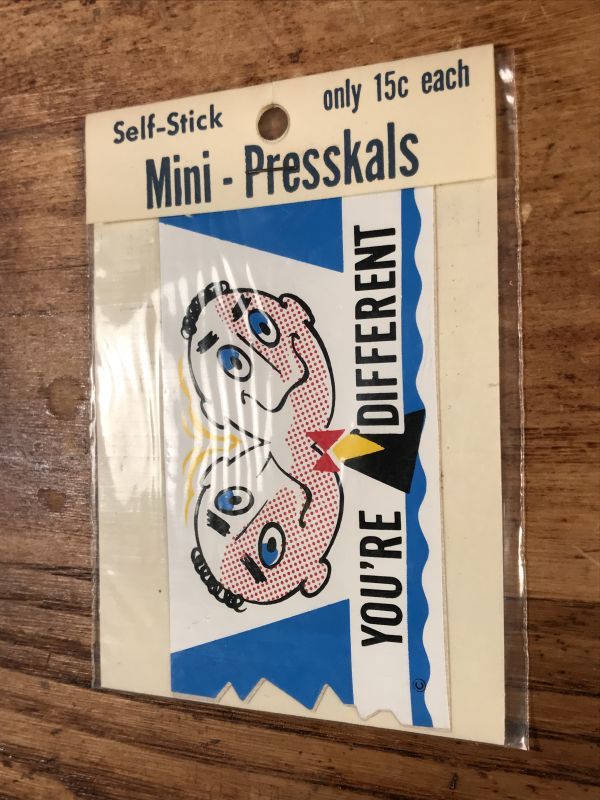 Self-Stick
only 15c each
Mini - Presskals
YOU'RE DIFFERENT
©